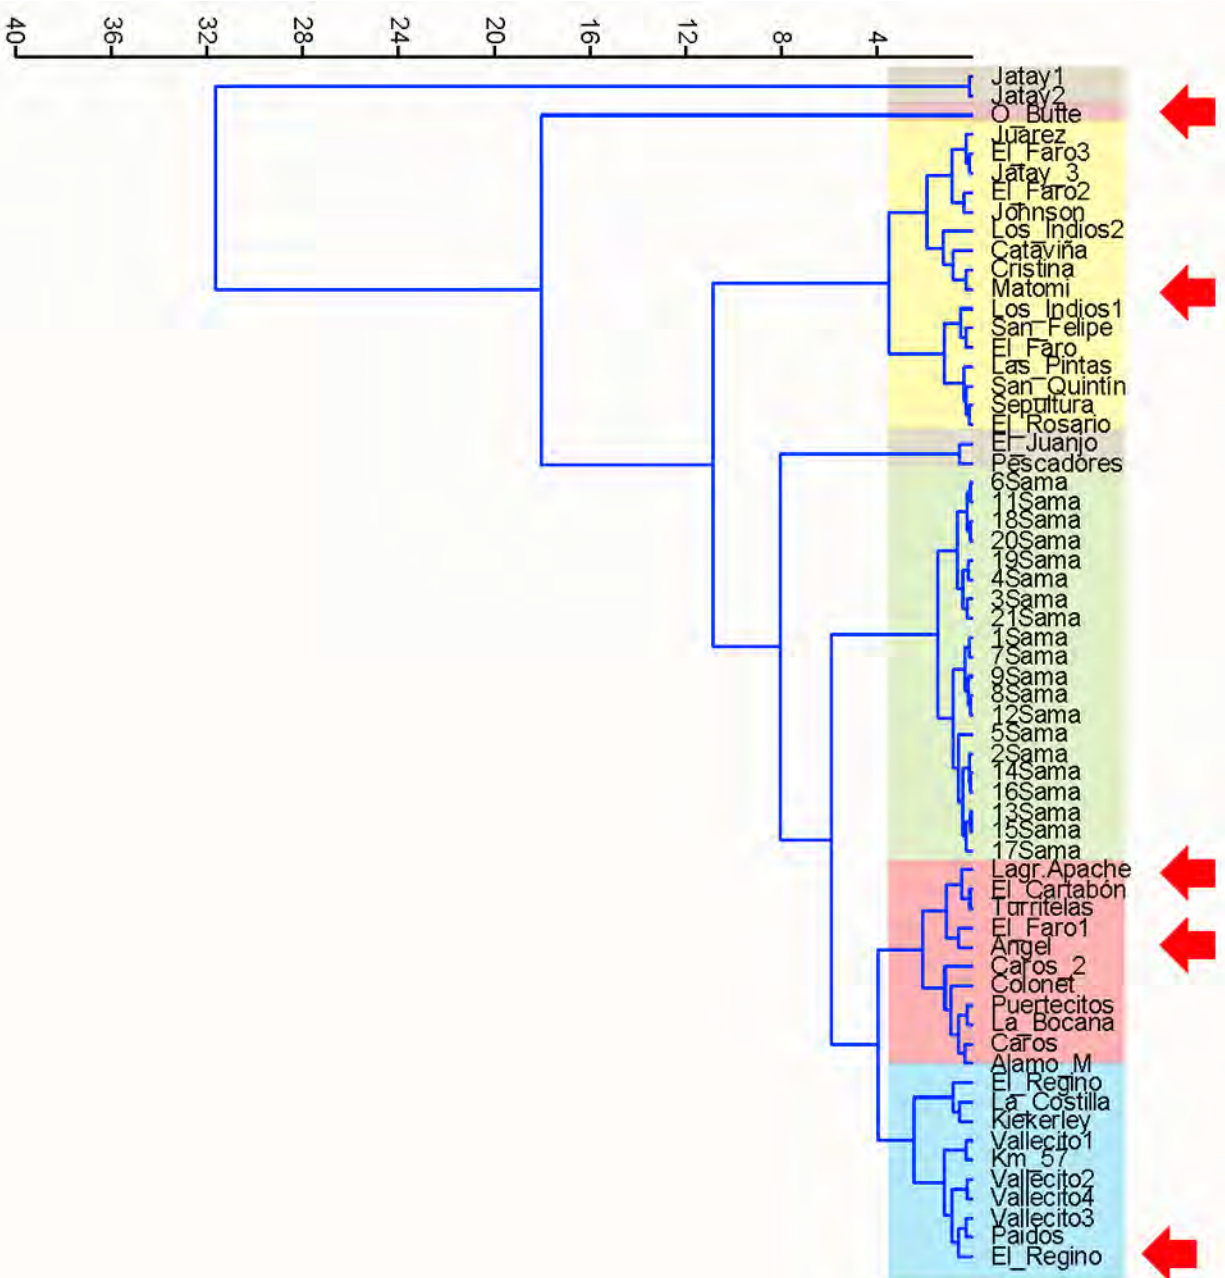 40 36 32 28 24 20 16 12 8 4
Jatay1
Jatay2
O_Butte
Juarez
El_Faro3
Jatay_3
El_Faro2
Johnson
Los_Indios2
Cataviña
Cristina
Matomí
Los_Indios1
San_Felipe
El_Faro
Las_Pintas
San_Quintín
Sepultura
El_Rosario
El_Juanjo
Pescadores
6Sama
11Sama
18Sama
20Sama
19Sama
4Sama
3Sama
21Sama
1Sama
7Sama
9Sama
8Sama
12Sama
5Sama
2Sama
14Sama
16Sama
13Sama
15Sama
17Sama
Lagr.Apache
El_Cartabón
Turritelas
El_Faro1
Angel
Caros_2
Colonet
Puertecitos
La_Bocana
Caros
Alamo_M
El_Regino
La_Costilla
Kiekerley
Vallecito1
Km_57
Vallecito2
Vallecito4
Vallecito3
Paidos
El_Regino